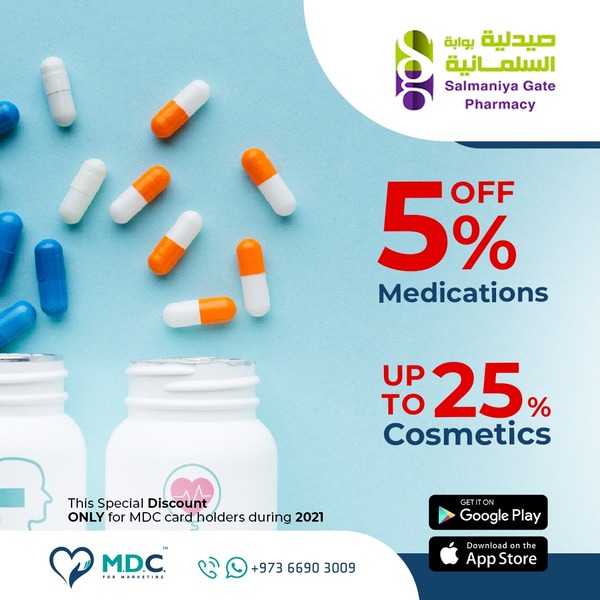 صيدلية بوابة
السلمانية
Salmaniya Gate
Pharmacy
5% OFF
Medications
UP TO 25%
Cosmetics
This Special Discount
ONLY for MDC card holders during 2021
GET IT ON
Google Play
Download on the
App Store
M.D.C.™
FOR MARKETING
+973 6690 3009